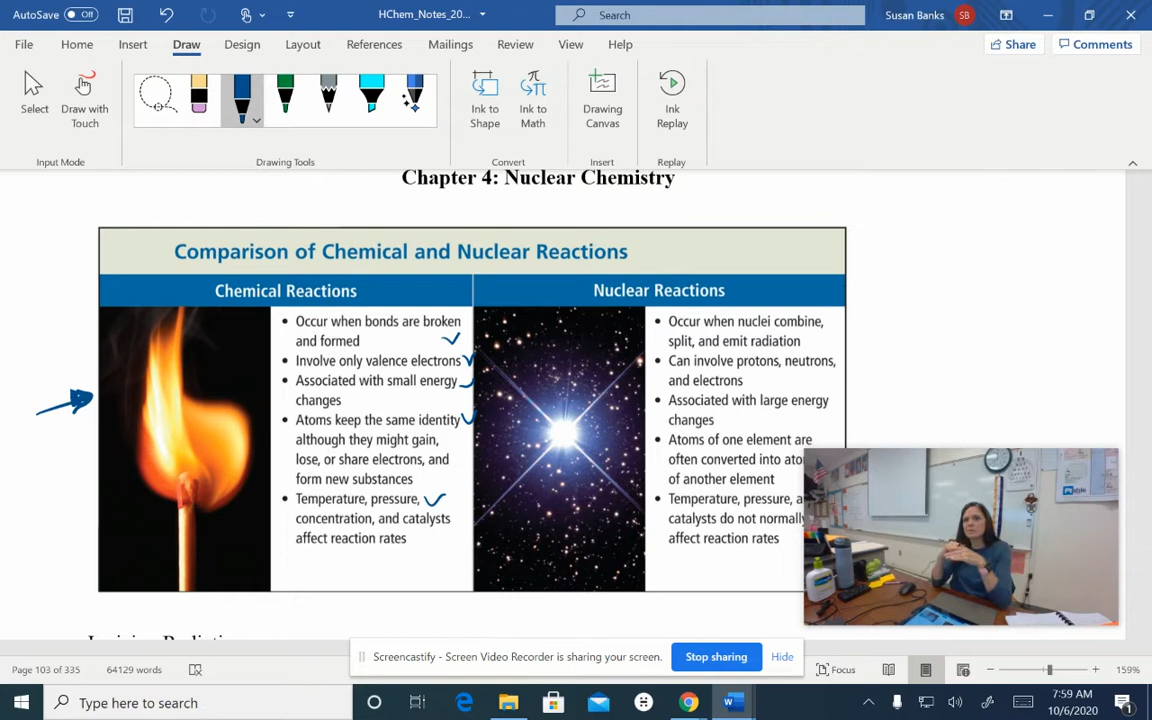 AutoSave Off HChem_Notes_20... Search Susan Banks SB
File Home Insert Draw Design Layout References Mailings Review View Help Share Comments
Select
Draw with
Touch
Ink to
Shape
Ink to
Math
Drawing
Canvas
Ink
Replay
Input Mode Drawing Tools Convert Insert Replay
Chapter 4: Nuclear Chemistry
Comparison of Chemical and Nuclear Reactions
Chemical Reactions
• Occur when bonds are broken
and formed
• Involve only valence electrons
• Associated with small energy
changes
• Atoms keep the same identity
although they might gain,
lose, or share electrons, and
form new substances
• Temperature, pressure,
concentration, and catalysts
affect reaction rates
Nuclear Reactions
• Occur when nuclei combine,
split, and emit radiation
• Can involve protons, neutrons,
and electrons
• Associated with large energy
changes
• Atoms of one element are
often converted into ato
of another element
• Temperature, pressure, a
catalysts do not normally
affect reaction rates
Screencastify - Screen Video Recorder is sharing your screen. Stop sharing Hide
Page 103 of 335 64129 words Focus 159%
Type here to search
7:59 AM
10/6/2020
1